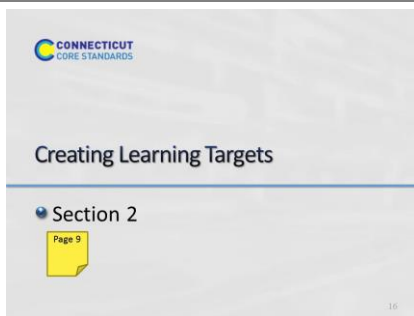 CONNECTICUT
CORE STANDARDS
Creating Learning Targets
Section 2
Page 9
16